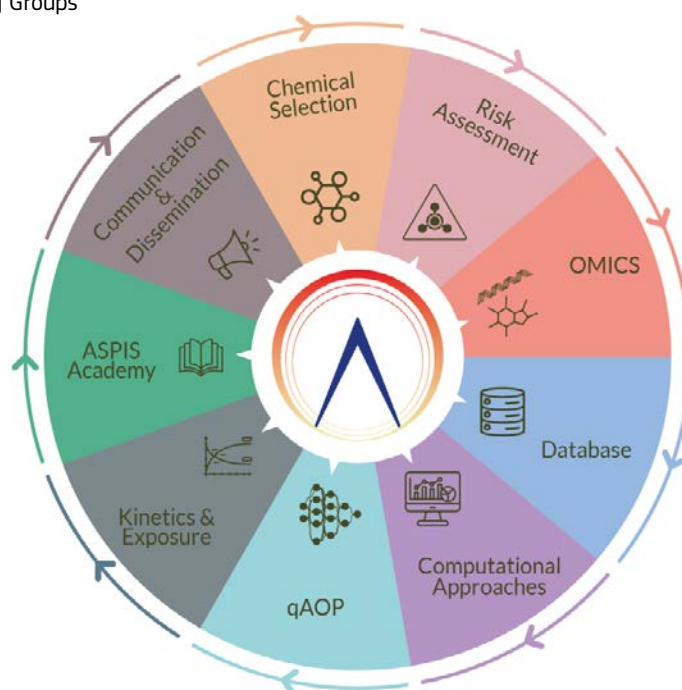 Groups
Chemical
Selection
Risk
Assessment
OMICS
Database
Computational
Approaches
qAOP
Kinetics &
Exposure
ASPIS
Academy
Communication
&
Dissemination